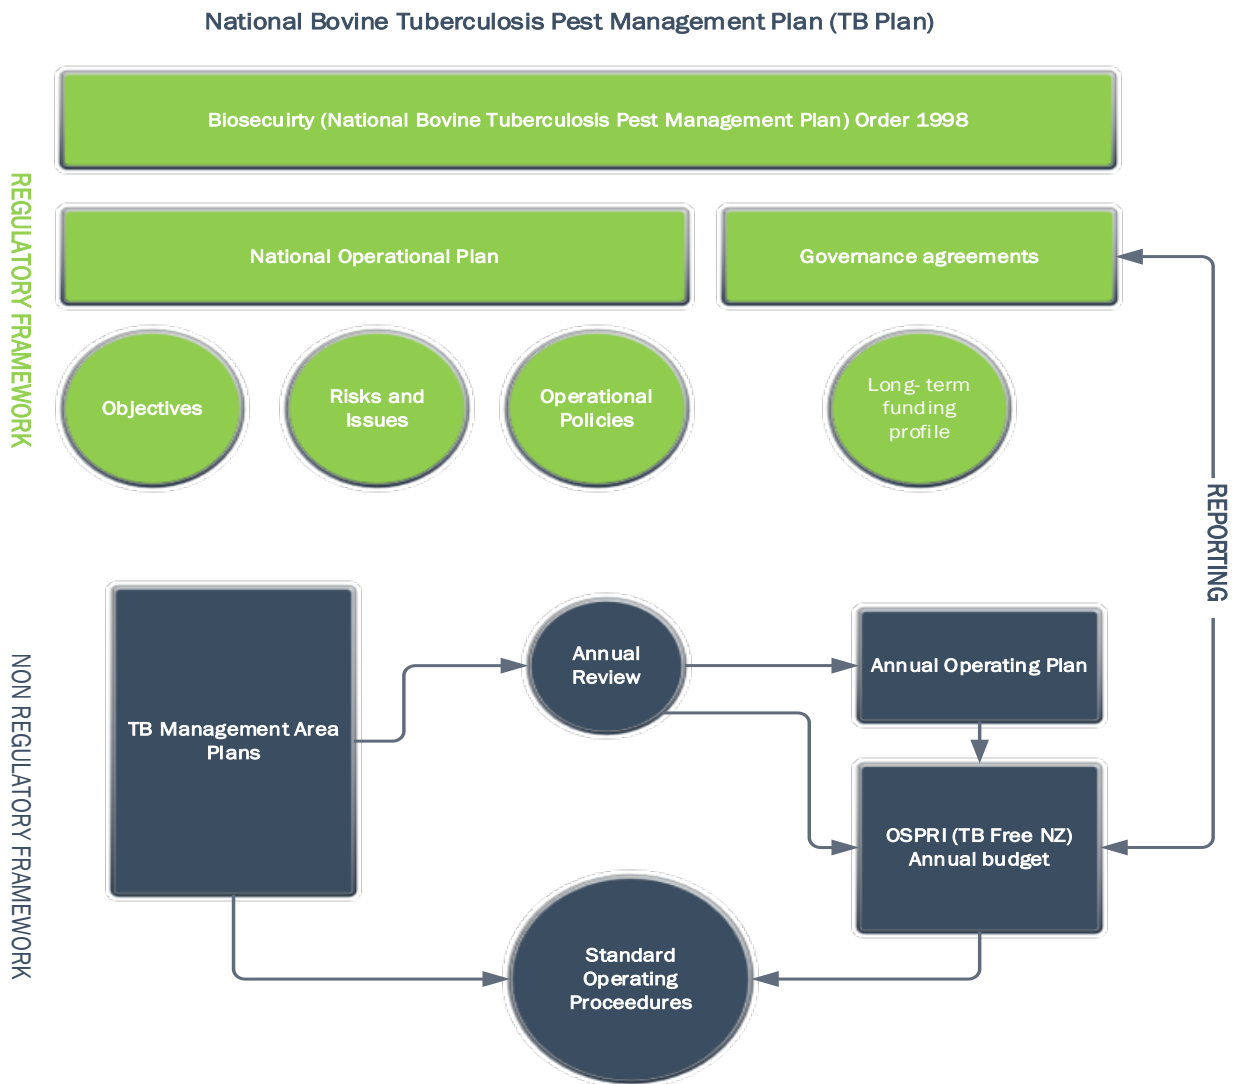 National Bovine Tuberculosis Pest Management Plan (TB Plan)
Biosecuirty (National Bovine Tuberculosis Pest Management Plan) Order 1998
REGULATORY FRAMEWORK
National Operational Plan
Governance agreements
Objectives
Risks and
Issues
Operational
Policies
Long- term
funding
profile
REPORTING
NON REGULATORY FRAMEWORK
TB Management Area
Plans
Annual
Review
Annual Operating Plan
OSPRI (TB Free NZ)
Annual budget
Standard
Operating
Proceedures